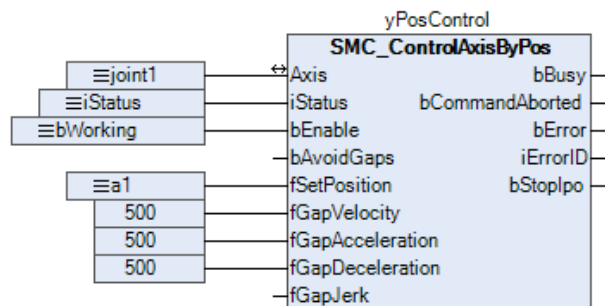 yPosControl
SMC_ControlAxisByPos
joint1 Axis bBusy
iStatus iStatus bCommandAborted
bWorking bEnable bError
bAvoidGaps iErrorID
a1 fSetPosition bStopIpo
500 fGapVelocity
500 fGapAcceleration
500 fGapDeceleration
fGapJerk